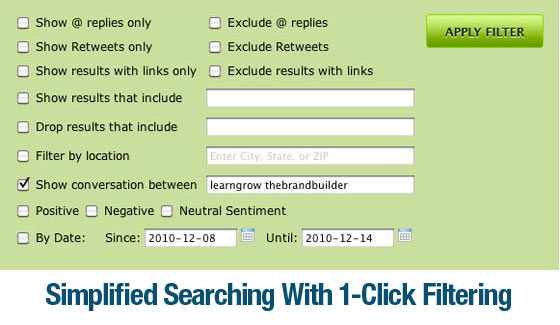 Show @ replies only Exclude @ replies APPLY FILTER
Show Retweets only Exclude Retweets
Show results with links only Exclude results with links
Show results that include
Drop results that include
Filter by location Enter City, State, or ZIP
Show conversation between learngrow thebrandbuilder
Positive Negative Neutral Sentiment
By Date: Since: 2010-12-08 Until: 2010-12-14
Simplified Searching With 1-Click Filtering